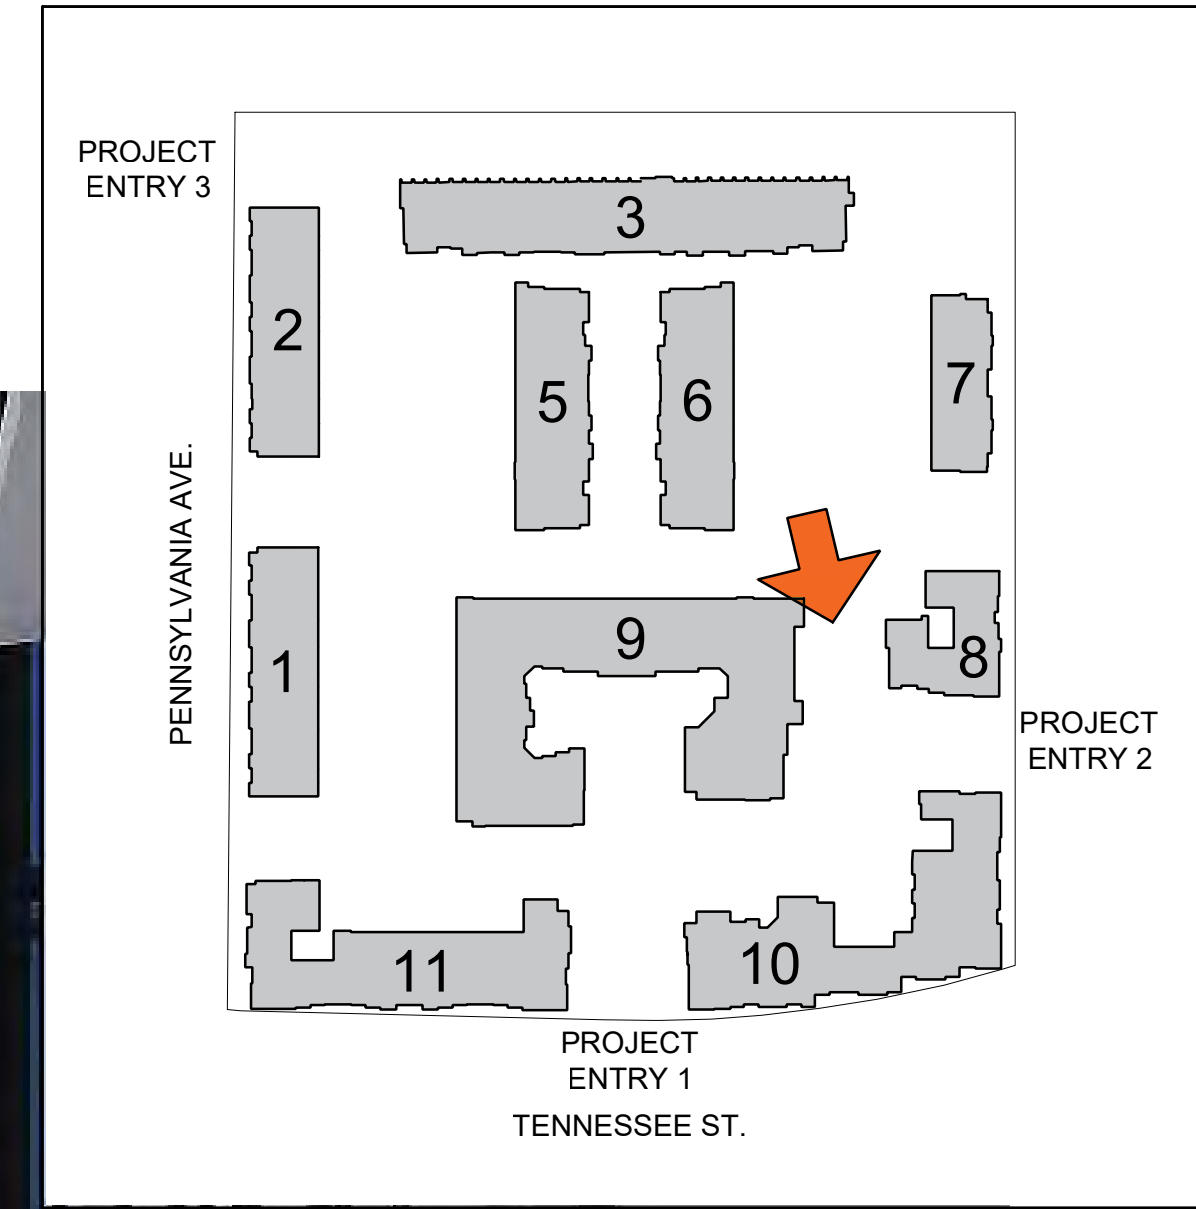 PROJECT
ENTRY 3
3
2
5
6
7
PENNSYLVANIA AVE.
9
8
1
PROJECT
ENTRY 2
11
10
PROJECT
ENTRY 1
TENNESSEE ST.